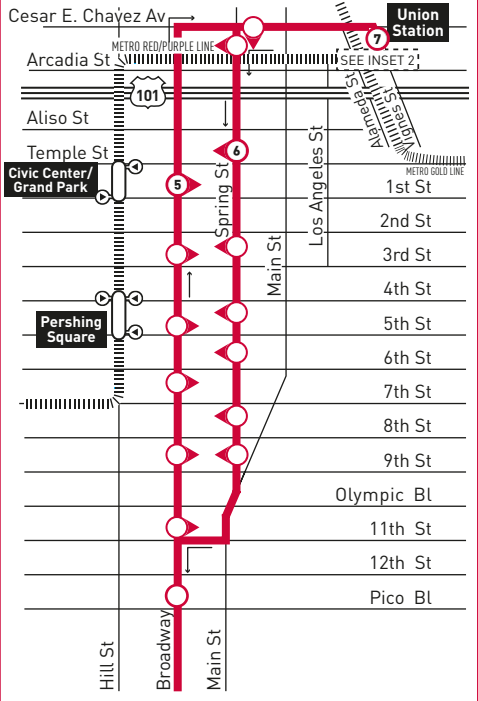 Cesar E. Chavez Av
Union
Station
7
METRO RED/PURPLE LINE
Arcadia St
SEE INSET 2
101
Alameda St
Vignes St
Aliso St
Temple St
6
METRO GOLD LINE
Civic Center/
Grand Park
5
Spring St
Los Angeles St
Main St
1st St
2nd St
3rd St
4th St
Pershing
Square
5th St
6th St
7th St
8th St
9th St
Olympic Bl
11th St
12th St
Pico Bl
Hill St
Broadway
Main St